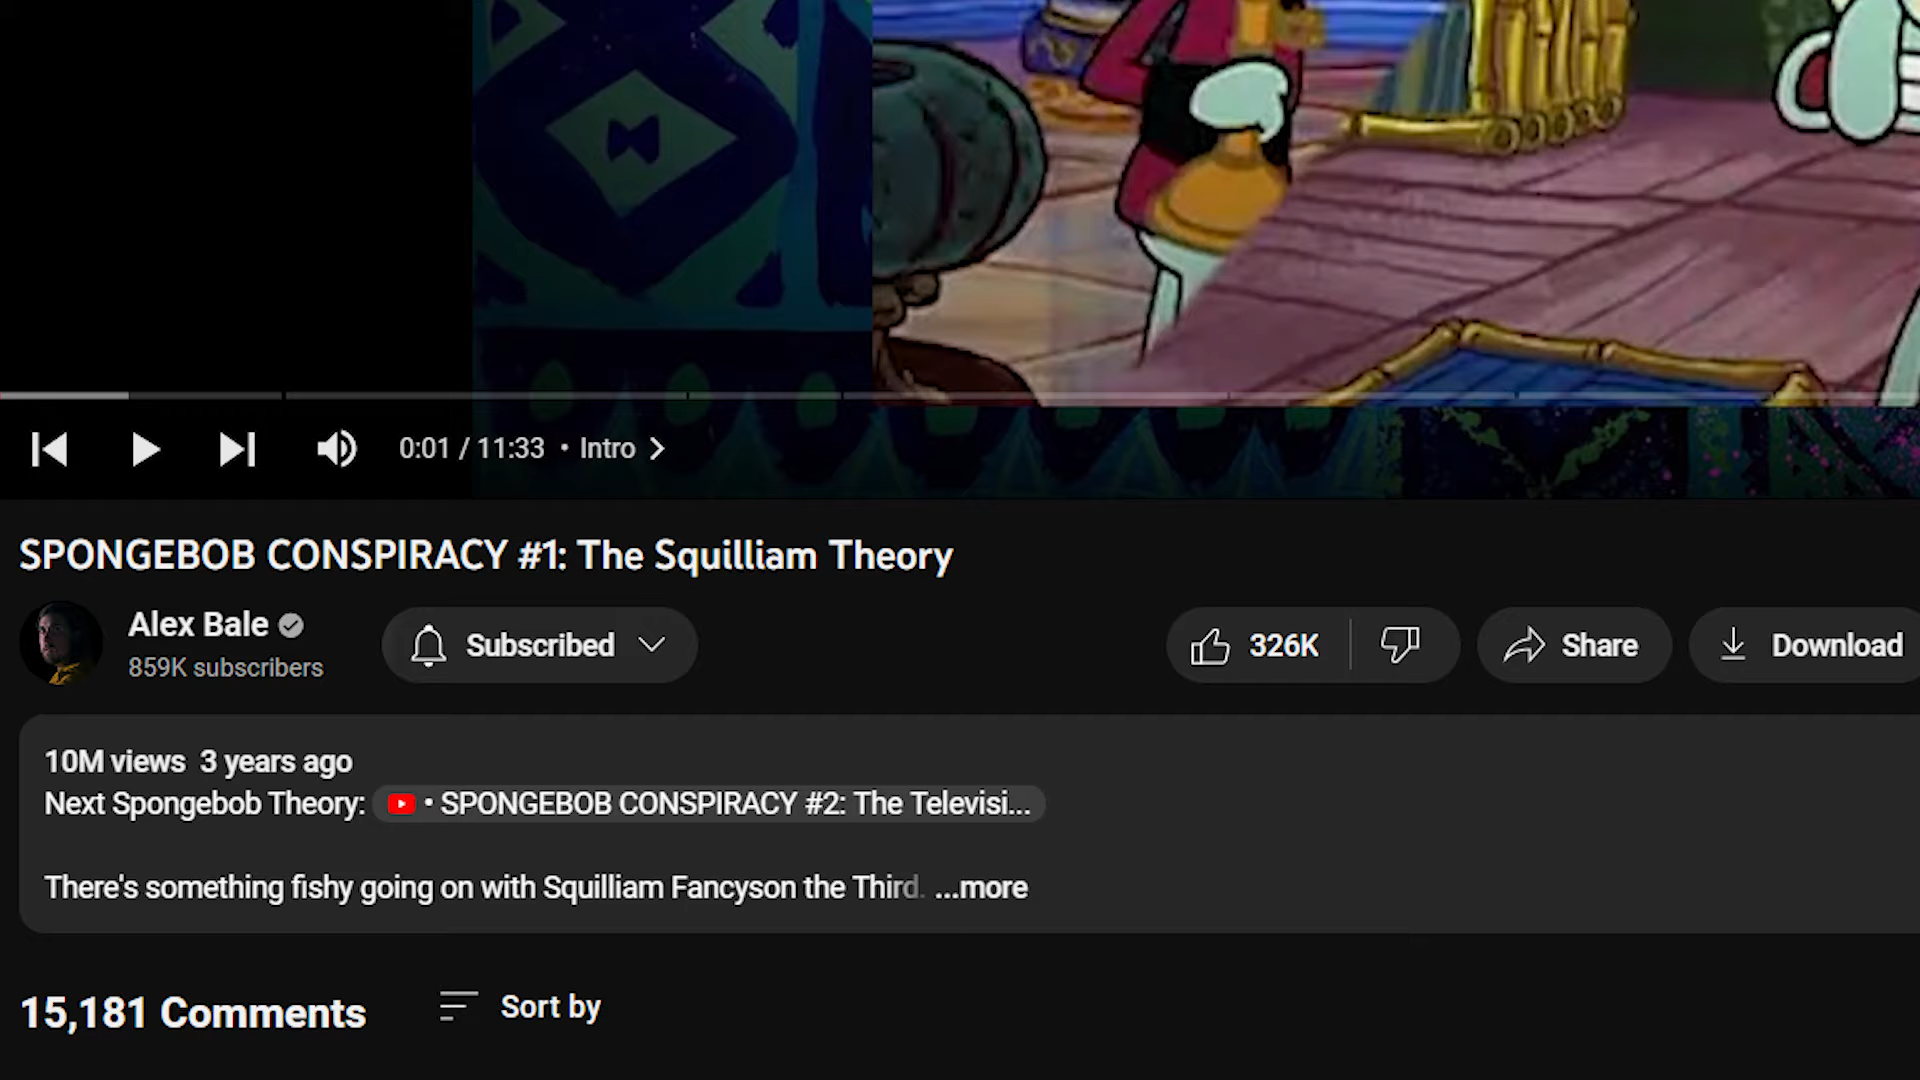 0:01 / 11:33 • Intro
SPONGEBOB CONSPIRACY #1: The Squilliam Theory
Alex Bale
859K subscribers
Subscribed
326K
Share
Download
10M views 3 years ago
Next Spongebob Theory: • SPONGEBOB CONSPIRACY #2: The Televisi...
There's something fishy going on with Squilliam Fancyson the Third. ...more
15,181 Comments
Sort by